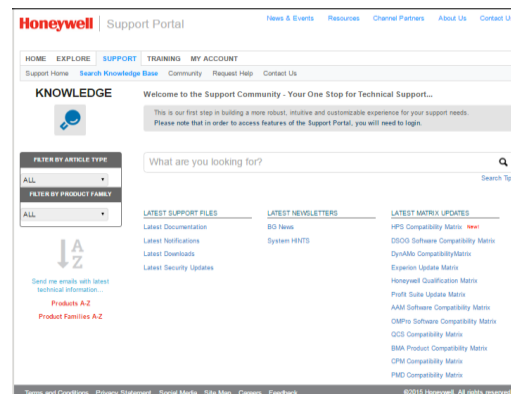 Honeywell | Support Portal
News & Events Resources Channel Partners About Us Contact U
HOME EXPLORE SUPPORT TRAINING MY ACCOUNT
Support Home Search Knowledge Base Community Request Help Contact Us
KNOWLEDGE
Welcome to the Support Community - Your One Stop for Technical Support...
This is our first step in building a more robust, intuitive and customizable experience for your support needs.
Please note that in order to access features of the Support Portal, you will need to login.
FILTER BY ARTICLE TYPE
ALL
FILTER BY PRODUCT FAMILY
ALL
What are you looking for?
Search Tip
A
Z
Send me emails with latest
technical information...
Products A-Z
Product Families A-Z
LATEST SUPPORT FILES
Latest Documentation
Latest Notifications
Latest Downloads
Latest Security Updates
LATEST NEWSLETTERS
BG News
System HINTS
LATEST MATRIX UPDATES
HPS Compatibility Matrix New!
DSOG Software Compatibility Matrix
DynAMo CompatibilityMatrix
Experion Update Matrix
Honeywell Qualification Matrix
Profit Suite Update Matrix
AAM Software Compatibility Matrix
OMPro Software Compatibility Matrix
QCS Compatibility Matrix
BMA Product Compatibility Matrix
CPM Compatibility Matrix
PMD Compatibility Matrix
Terms and Conditions Privacy Statement Social Media Site Map Careers Feedback
©2015 Honeywell. All rights reserved